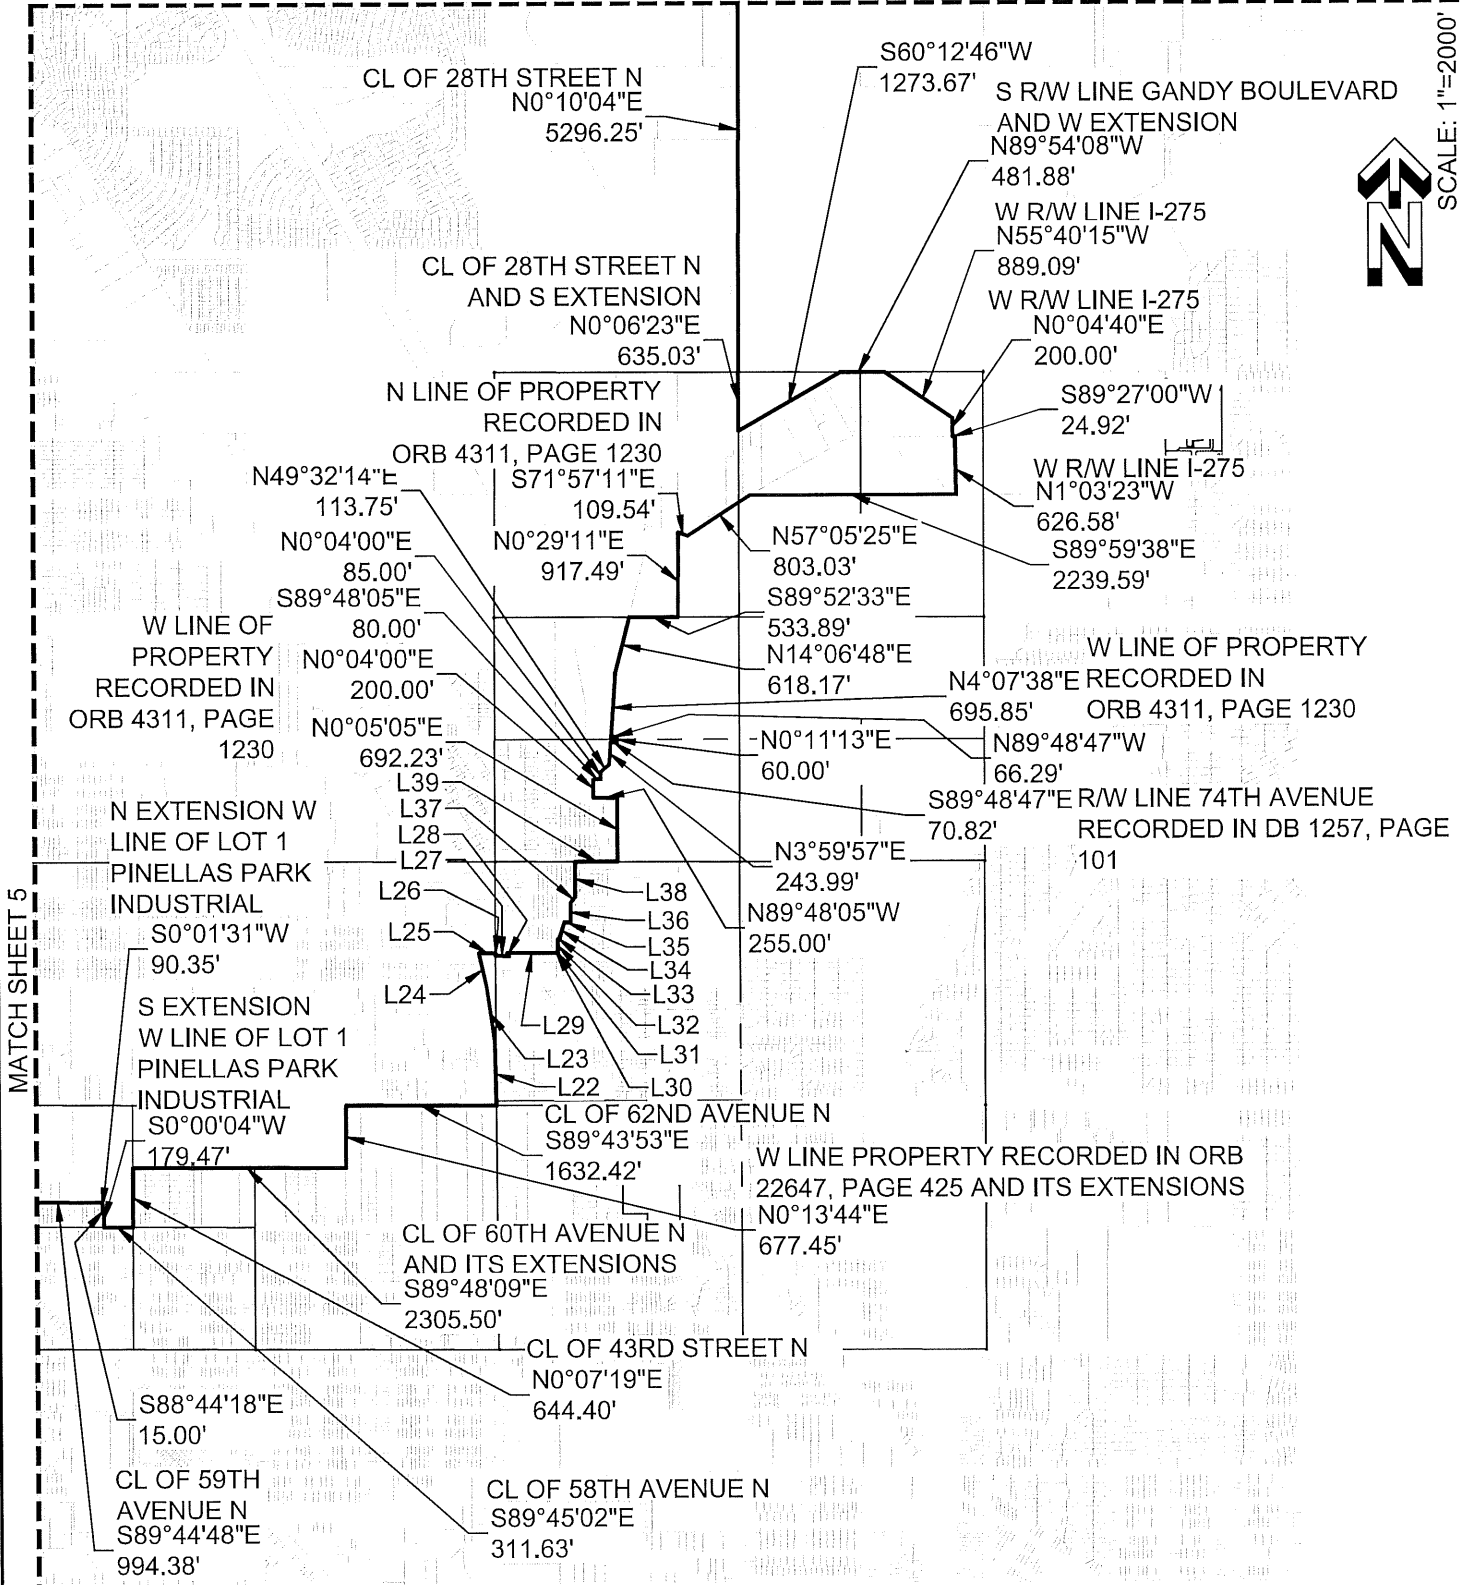 CL OF 28TH STREET N
N0°10'04"E
5296.25'
S60°12'46"W
1273.67'
S R/W LINE GANDY BOULEVARD
AND W EXTENSION
N89°54'08"W
481.88'
SCALE: 1"=2000'
N
W R/W LINE I-275
N55°40'15"W
889.09'
CL OF 28TH STREET N
AND S EXTENSION
N0°06'23"E
635.03'
W R/W LINE I-275
N0°04'40"E
200.00'
S89°27'00"W
24.92'
N LINE OF PROPERTY
RECORDED IN
ORB 4311, PAGE 1230
S71°57'11"E
109.54'
W R/W LINE I-275
N1°03'23"W
626.58'
N49°32'14"E
113.75'
N0°29'11"E
917.49'
N57°05'25"E
803.03'
S89°59'38"E
2239.59'
N0°04'00"E
85.00'
S89°48'05"E
80.00'
S89°52'33"E
533.89'
W LINE OF
PROPERTY
RECORDED IN
ORB 4311, PAGE
1230
N0°04'00"E
200.00'
N14°06'48"E
618.17'
N4°07'38"E
695.85'
W LINE OF PROPERTY
RECORDED IN
ORB 4311, PAGE 1230
N0°05'05"E
692.23'
N0°11'13"E
60.00'
N89°48'47"W
66.29'
L39
L37
L28
L27
L26
L25
L24
S89°48'47"E
70.82'
R/W LINE 74TH AVENUE
RECORDED IN DB 1257, PAGE
101
N3°59'57"E
243.99'
N89°48'05"W
255.00'
L38
L36
L35
L34
L33
L32
L31
L30
L29
L23
L22
N EXTENSION W
LINE OF LOT 1
PINELLAS PARK
INDUSTRIAL
S0°01'31"W
90.35'
MATCH SHEET 5
S EXTENSION
W LINE OF LOT 1
PINELLAS PARK
INDUSTRIAL
S0°00'04"W
179.47'
CL OF 62ND AVENUE N
S89°43'53"E
1632.42'
W LINE PROPERTY RECORDED IN ORB
22647, PAGE 425 AND ITS EXTENSIONS
N0°13'44"E
677.45'
CL OF 60TH AVENUE N
AND ITS EXTENSIONS
S89°48'09"E
2305.50'
CL OF 43RD STREET N
N0°07'19"E
644.40'
S88°44'18"E
15.00'
CL OF 59TH
AVENUE N
S89°44'48"E
994.38'
CL OF 58TH AVENUE N
S89°45'02"E
311.63'